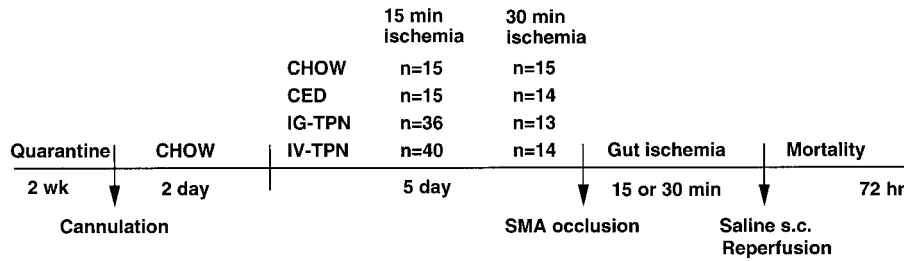 15 min 30 min
ischemia ischemia
CHOW n=15 n=15
CED n=15 n=14
IG-TPN n=36 n=13
Quarantine CHOW IV-TPN n=40 n=14 Gut ischemia Mortality
2 wk 2 day 5 day 15 or 30 min 72 hr
Cannulation SMA occlusion Saline s.c.
Reperfusion